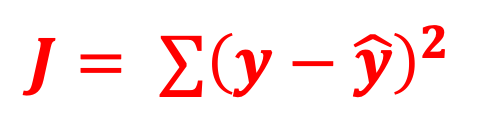 J = ∑(y − ŷ)²